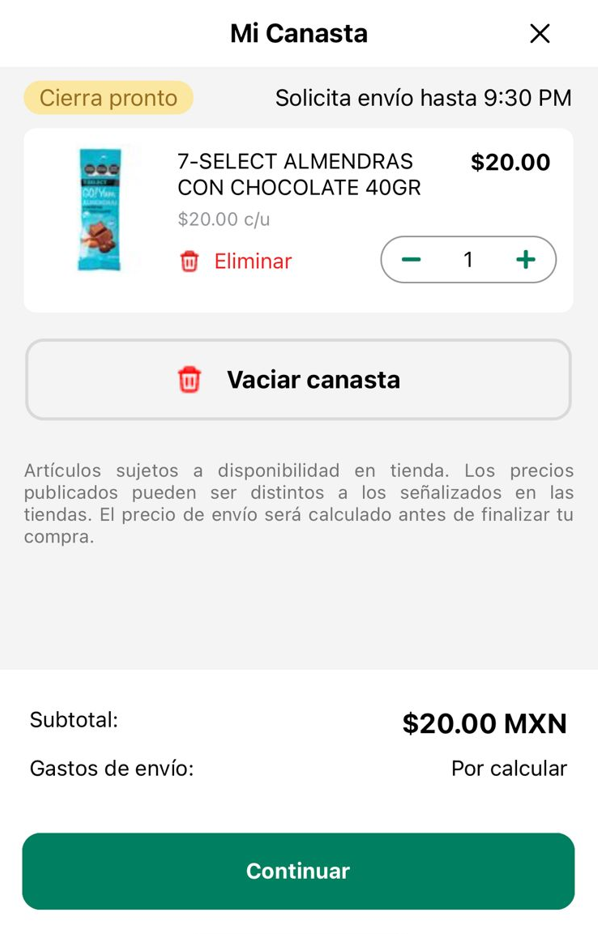 Mi Canasta
Cierra pronto
Solicita envío hasta 9:30 PM
7-SELECT ALMENDRAS
CON CHOCOLATE 40GR
$20.00
$20.00 c/u
Eliminar
1
Vaciar canasta
Artículos sujetos a disponibilidad en tienda. Los precios
publicados pueden ser distintos a los señalizados en las
tiendas. El precio de envío será calculado antes de finalizar tu
compra.
Subtotal:
$20.00 MXN
Gastos de envío:
Por calcular
Continuar